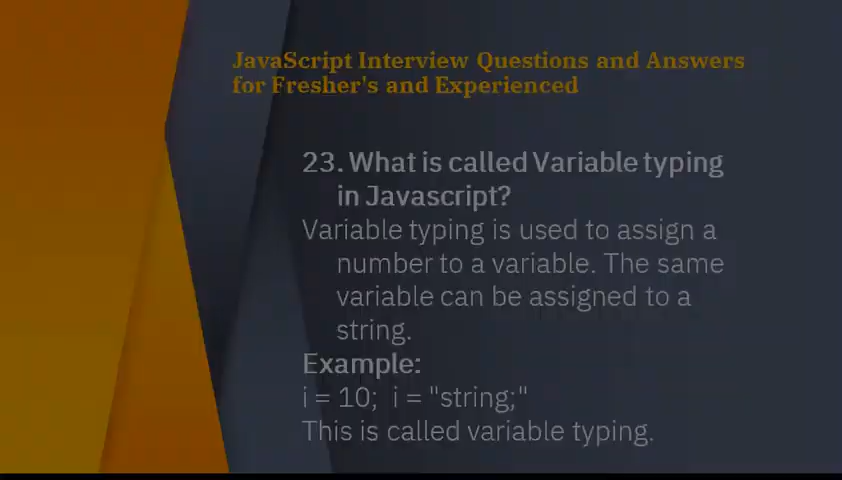 JavaScript Interview Questions and Answers
for Fresher's and Experienced
23. What is called Variable typing
in Javascript?
Variable typing is used to assign a
number to a variable. The same
variable can be assigned to a
string.
Example:
i = 10;  i = "string;"
This is called variable typing.